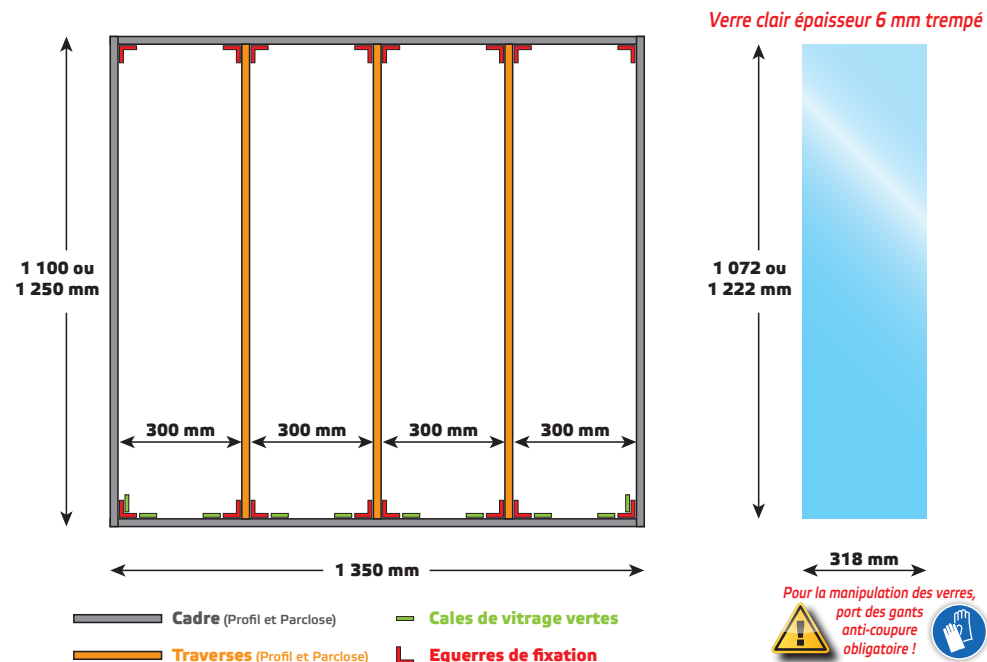 Verre clair épaisseur 6 mm trempé
1 100 ou
1 250 mm
300 mm
300 mm
300 mm
300 mm
1 350 mm
1 072 ou
1 222 mm
318 mm
Cadre (Profil et Parclose)
Cales de vitrage vertes
Traverses (Profil et Parclose)
Equerres de fixation
Pour la manipulation des verres,
port des gants
anti-coupure
obligatoire !